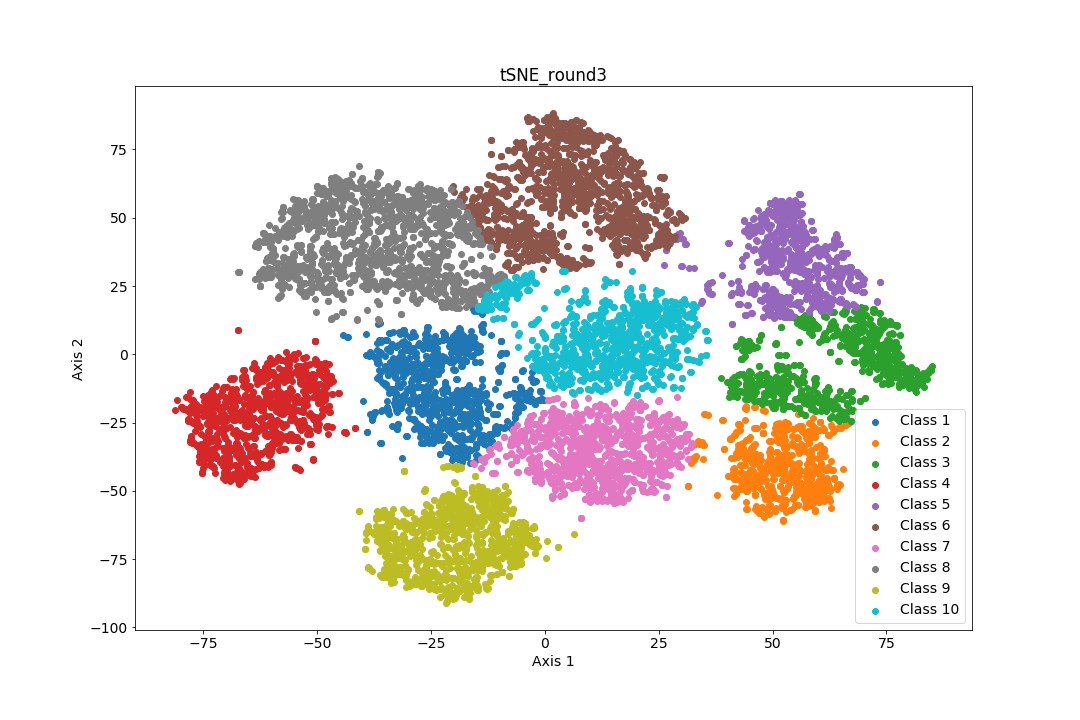 tSNE_round3
Axis 2
75
50
25
0
−25
−50
−75
−100
−75
−50
−25
0
25
50
75
Axis 1
Class 1
Class 2
Class 3
Class 4
Class 5
Class 6
Class 7
Class 8
Class 9
Class 10